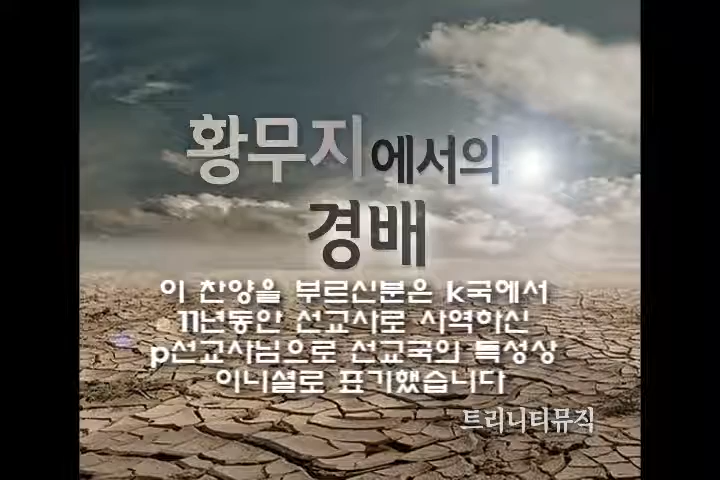 황무지에서의
경배
이 찬양을 부르신분은 k국에서
11년동안 선교사로 사역하신
p선교사님으로 선교국의 특성상
이니셜로 표기했습니다
트리니티뮤직